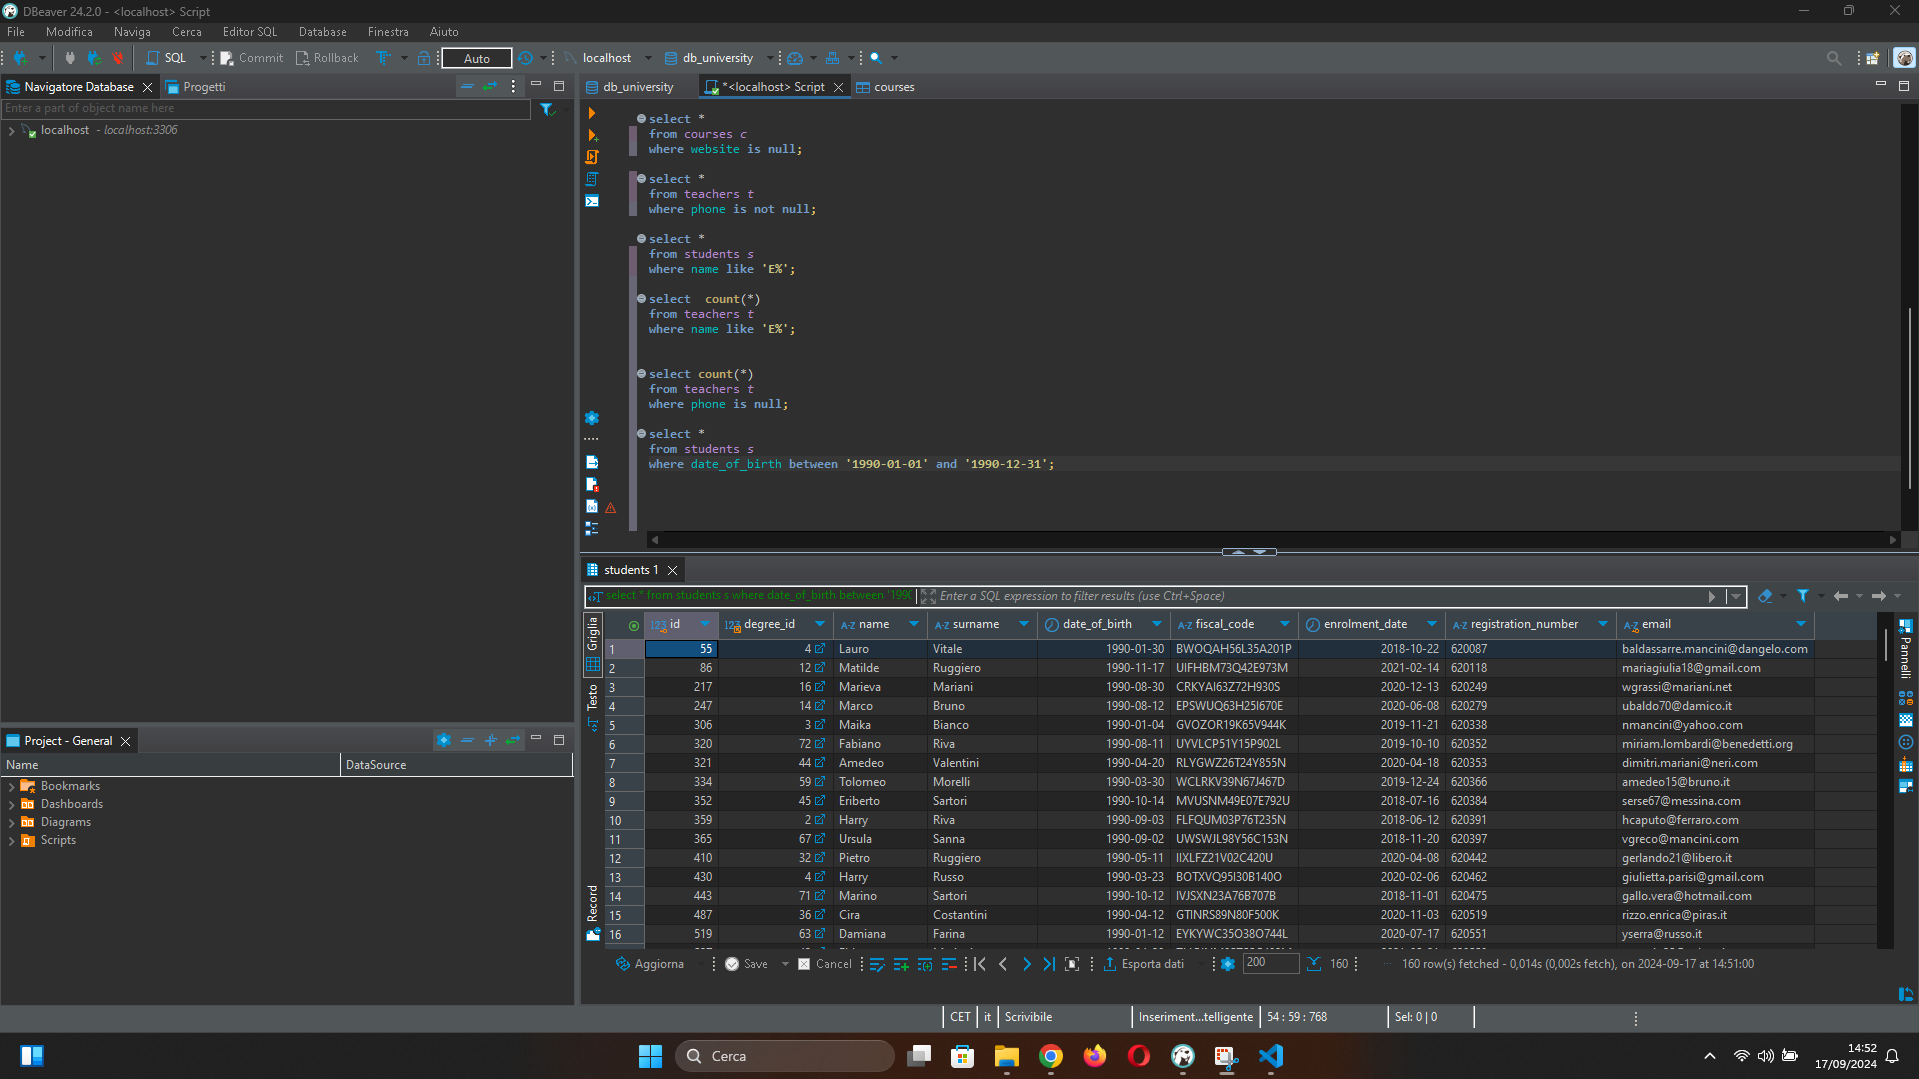 DBeaver 24.2.0 - <localhost> Script
File Modifica Naviga Cerca Editor SQL Database Finestra Aiuto
SQL Commit Rollback Auto localhost db_university
Navigatore Database Progetti
Enter a part of object name here
localhost - localhost:3306
db_university *<localhost> Script courses
select *
from courses c
where website is null;
select *
from teachers t
where phone is not null;
select *
from students s
where name like 'E%';
select count(*)
from teachers t
where name like 'E%';
select count(*)
from teachers t
where phone is null;
select *
from students s
where date_of_birth between '1990-01-01' and '1990-12-31';
Project - General
Name DataSource
Bookmarks
Dashboards
Diagrams
Scripts
students 1
select * from students s where date_of_birth between '1990 Enter a SQL expression to filter results (use Ctrl+Space)
Griglia
Testo
Record
Pannelli
123 id 123 degree_id A-Z name A-Z surname date_of_birth A-Z fiscal_code enrolment_date A-Z registration_number A-Z email
1 55 4 Lauro Vitale 1990-01-30 BWOQAH56L35A201P 2018-10-22 620087 baldassarre.mancini@dangelo.com
2 86 12 Matilde Ruggiero 1990-11-17 UIFHBM73Q42E973M 2021-02-14 620118 mariagiulia18@gmail.com
3 217 16 Marieva Mariani 1990-08-30 CRKYAI63Z72H930S 2020-12-13 620249 wgrassi@mariani.net
4 247 14 Marco Bruno 1990-08-12 EPSWUQ63H25I670E 2020-06-08 620279 ubaldo70@damico.it
5 306 3 Maika Bianco 1990-01-04 GVOZOR19K65V944K 2019-11-21 620338 nmancini@yahoo.com
6 320 72 Fabiano Riva 1990-08-11 UYVLCP51Y15P902L 2019-10-10 620352 miriam.lombardi@benedetti.org
7 321 44 Amedeo Valentini 1990-04-20 RLYGWZ26T24Y855N 2020-04-18 620353 dimitri.mariani@neri.com
8 334 59 Tolomeo Morelli 1990-03-30 WCLRKV39N67J467D 2019-12-24 620366 amedeo15@bruno.it
9 352 45 Eriberto Sartori 1990-10-14 MVUSNM49E07E792U 2018-07-16 620384 serse67@messina.com
10 359 2 Harry Riva 1990-09-03 FLFQUM03P76T235N 2018-06-12 620391 hcaputo@ferraro.com
11 365 67 Ursula Sanna 1990-09-02 UWSWJL98Y56C153N 2018-11-20 620397 vgreco@mancini.com
12 410 32 Pietro Ruggiero 1990-05-11 IIXLFZ21V02C420U 2020-04-08 620442 gerlando21@libero.it
13 430 4 Harry Russo 1990-03-23 BOTXVQ95I30B140O 2020-02-06 620462 giulietta.parisi@gmail.com
14 443 71 Marino Sartori 1990-10-12 IVJSXN23A76B707B 2018-11-01 620475 gallo.vera@hotmail.com
15 487 36 Cira Costantini 1990-04-12 GTINRS89N80F500K 2020-11-03 620519 rizzo.enrica@piras.it
16 519 63 Damiana Farina 1990-01-12 EYKYWC35O38O744L 2020-07-17 620551 yserra@russo.it
Aggiorna Save Cancel Esporta dati 200 160 160 row(s) fetched - 0,014s (0,002s fetch), on 2024-09-17 at 14:51:00
CET it Scrivibile Inseriment...telligente 54 : 59 : 768 Sel: 0 | 0
Cerca
14:52
17/09/2024